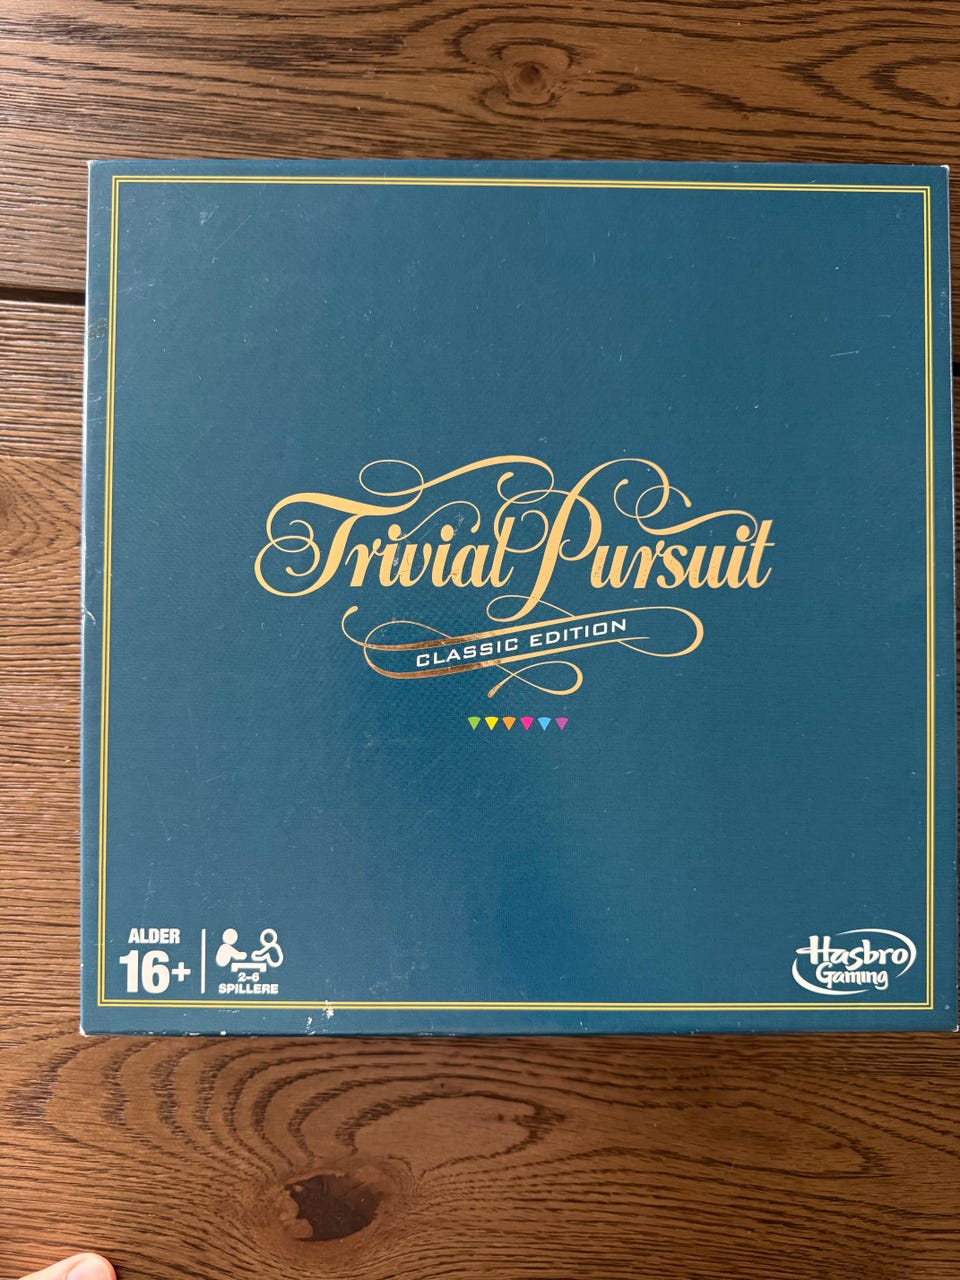 Trivial Pursuit
CLASSIC EDITION
ALDER
16+
2-6
SPILLERE
Hasbro
Gaming